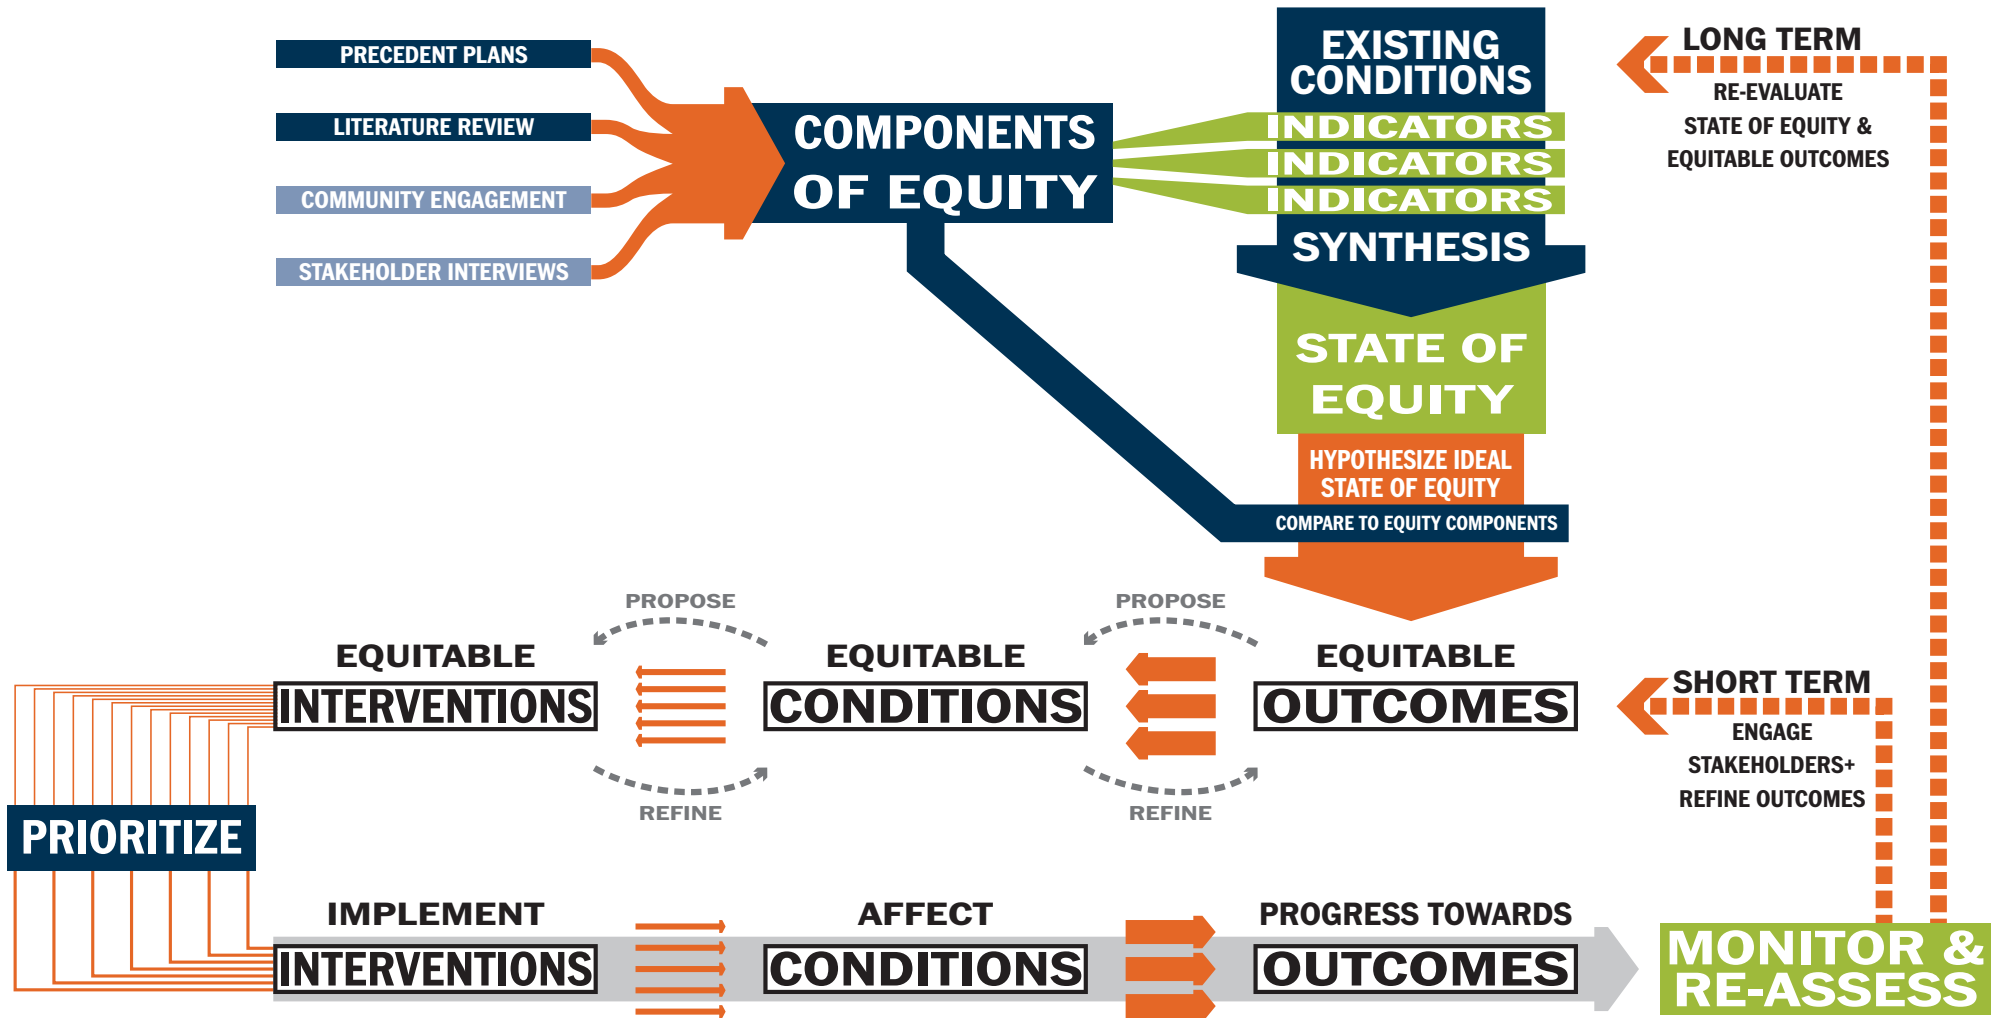 PRECEDENT PLANS
LITERATURE REVIEW
COMMUNITY ENGAGEMENT
STAKEHOLDER INTERVIEWS
COMPONENTS
OF EQUITY
EXISTING
CONDITIONS
INDICATORS
INDICATORS
INDICATORS
SYNTHESIS
STATE OF
EQUITY
HYPOTHESIZE IDEAL
STATE OF EQUITY
COMPARE TO EQUITY COMPONENTS
LONG TERM
RE-EVALUATE
STATE OF EQUITY &
EQUITABLE OUTCOMES
PROPOSE
PROPOSE
EQUITABLE
INTERVENTIONS
EQUITABLE
CONDITIONS
EQUITABLE
OUTCOMES
REFINE
REFINE
SHORT TERM
ENGAGE
STAKEHOLDERS+
REFINE OUTCOMES
PRIORITIZE
IMPLEMENT
INTERVENTIONS
AFFECT
CONDITIONS
PROGRESS TOWARDS
OUTCOMES
MONITOR &
RE-ASSESS